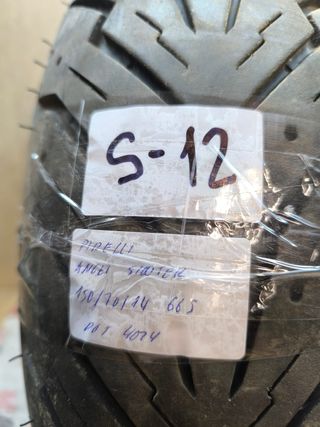 S-12
PIRELLI
ANGEL SCOOTER
150/70/14 66S
DOT 4024